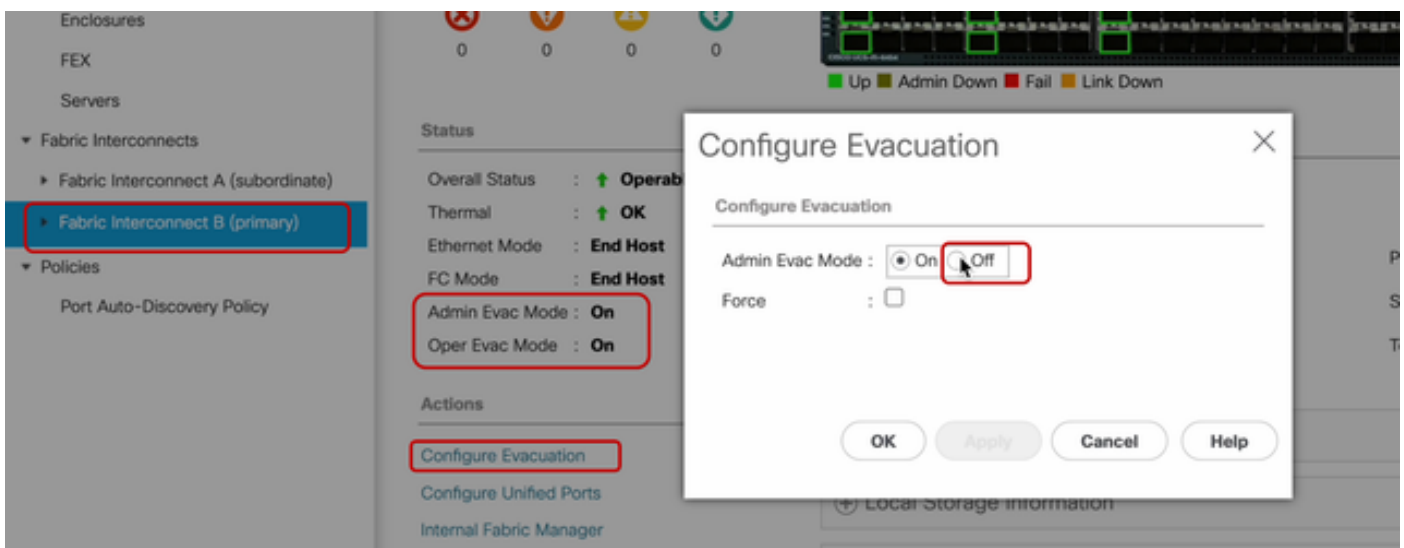 Enclosures
FEX
Servers
Fabric Interconnects
Fabric Interconnect A (subordinate)
Fabric Interconnect B (primary)
Policies
Port Auto-Discovery Policy
0 0 0 0
Up Admin Down Fail Link Down
Status
Overall Status : Operab
Thermal : OK
Ethernet Mode : End Host
FC Mode : End Host
Admin Evac Mode : On
Oper Evac Mode : On
Actions
Configure Evacuation
Configure Unified Ports
Internal Fabric Manager
Configure Evacuation
Configure Evacuation
Admin Evac Mode : On Off
Force :
OK Apply Cancel Help
P
S
Local Storage Information